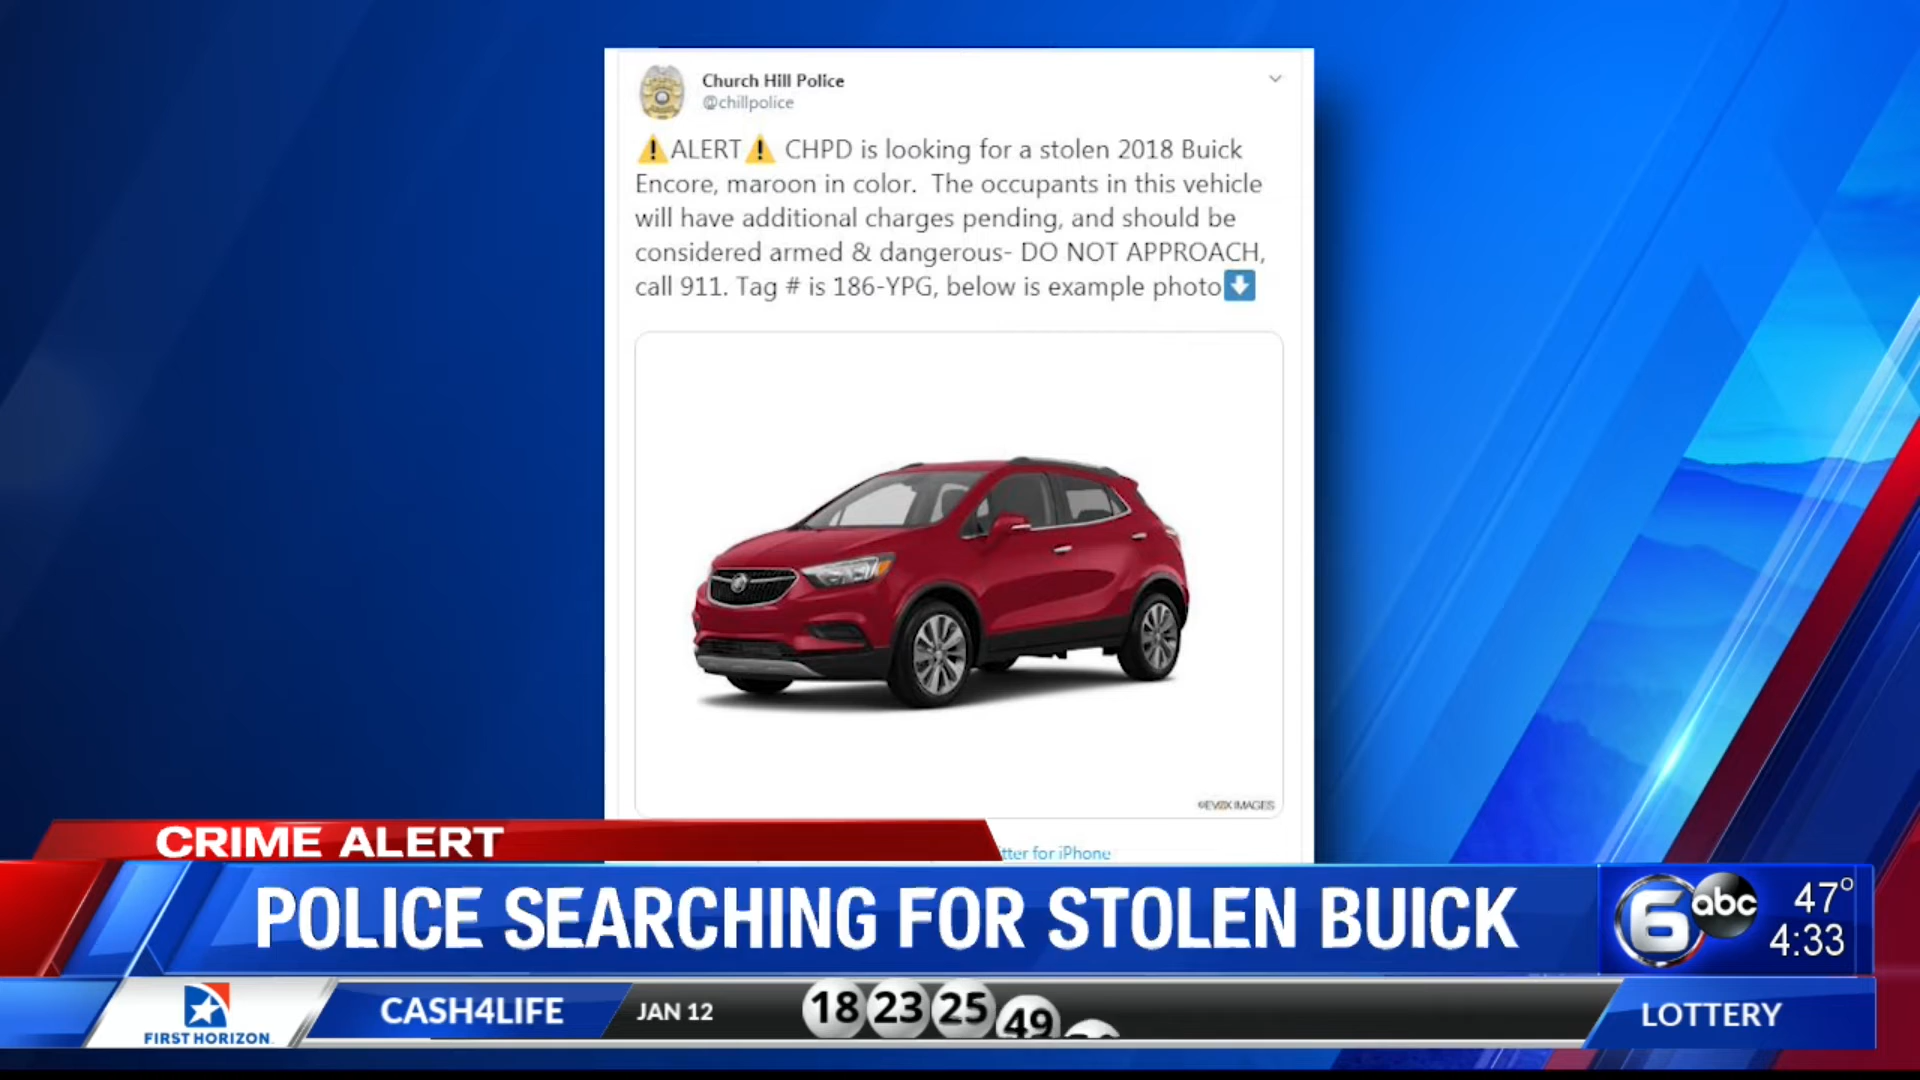 Church Hill Police
@chillpolice
⚠️ALERT⚠️ CHPD is looking for a stolen 2018 Buick
Encore, maroon in color. The occupants in this vehicle
will have additional charges pending, and should be
considered armed & dangerous- DO NOT APPROACH,
call 911. Tag # is 186-YPG, below is example photo⬇️
©EVOX IMAGES
for iPhone
CRIME ALERT
POLICE SEARCHING FOR STOLEN BUICK
6 abc
47°
4:33
FIRST HORIZON
CASH4LIFE
JAN 12
18 23 25 49
LOTTERY